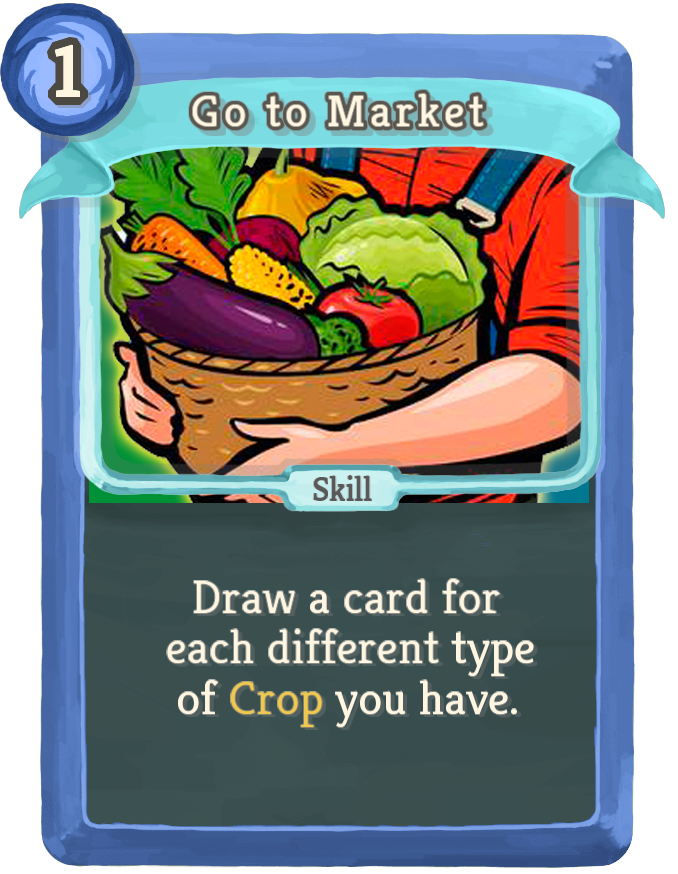 1
Go to Market
Skill
Draw a card for
each different type
of Crop you have.